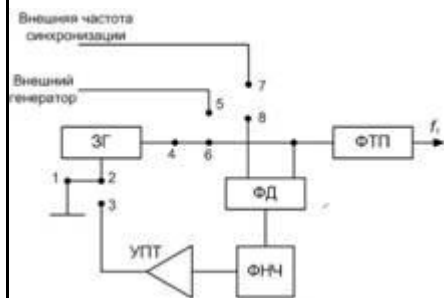 Внешняя частота
синхронизации
7
Внешний
генератор
5
8
ЗГ
4
6
ФТП
f₁
1
2
3
ФД
УПТ
ФНЧ